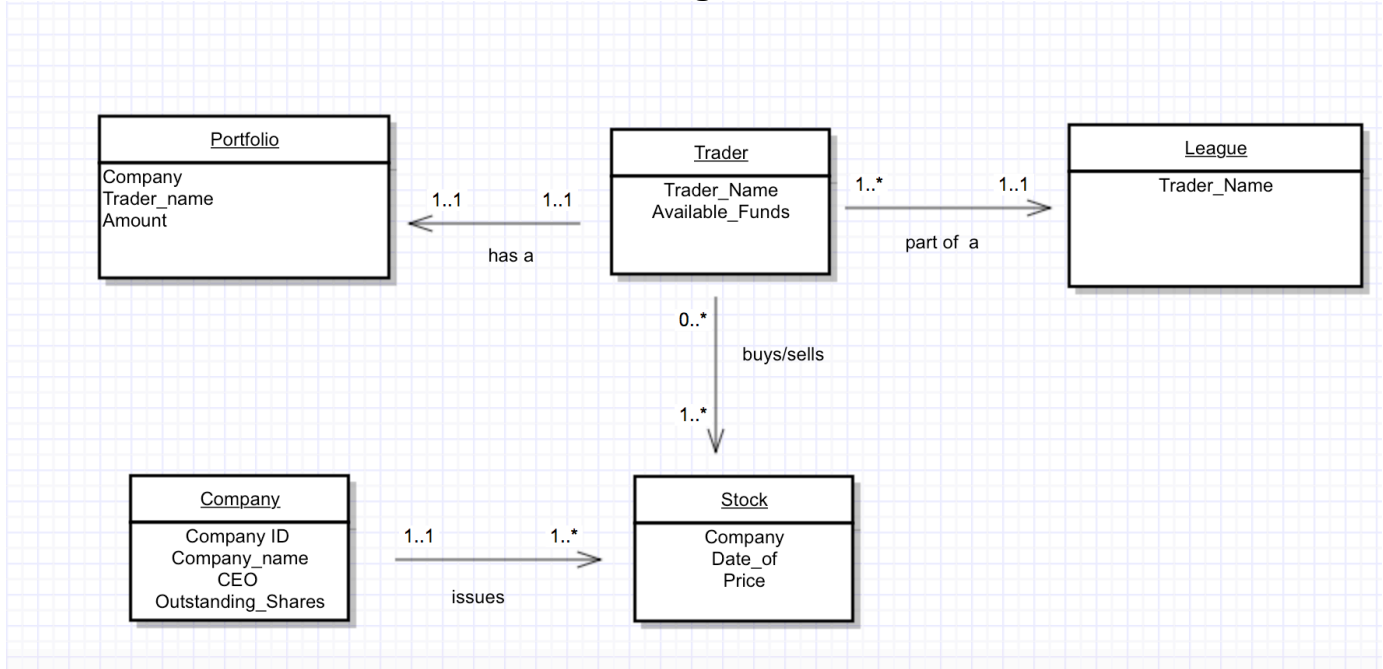 Portfolio
Company
Trader_name
Amount
1..1
1..1
has a
Trader
Trader_Name
Available_Funds
1..*
1..1
part of a
League
Trader_Name
0..*
buys/sells
1..*
Company
Company ID
Company_name
CEO
Outstanding_Shares
1..1
1..*
issues
Stock
Company
Date_of
Price